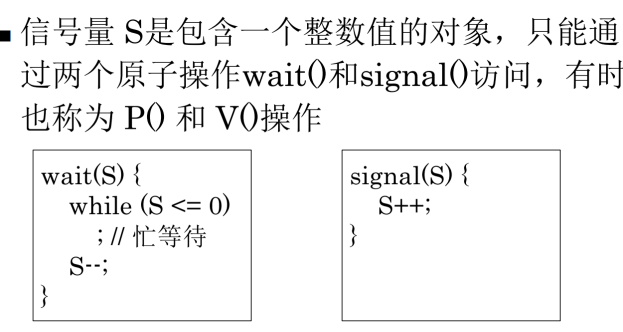 ▪ 信号量 S是包含一个整数值的对象，只能通
过两个原子操作wait()和signal()访问，有时
也称为 P() 和 V()操作
wait(S) {
while (S <= 0)
; // 忙等待
S--;
}
signal(S) {
S++;
}